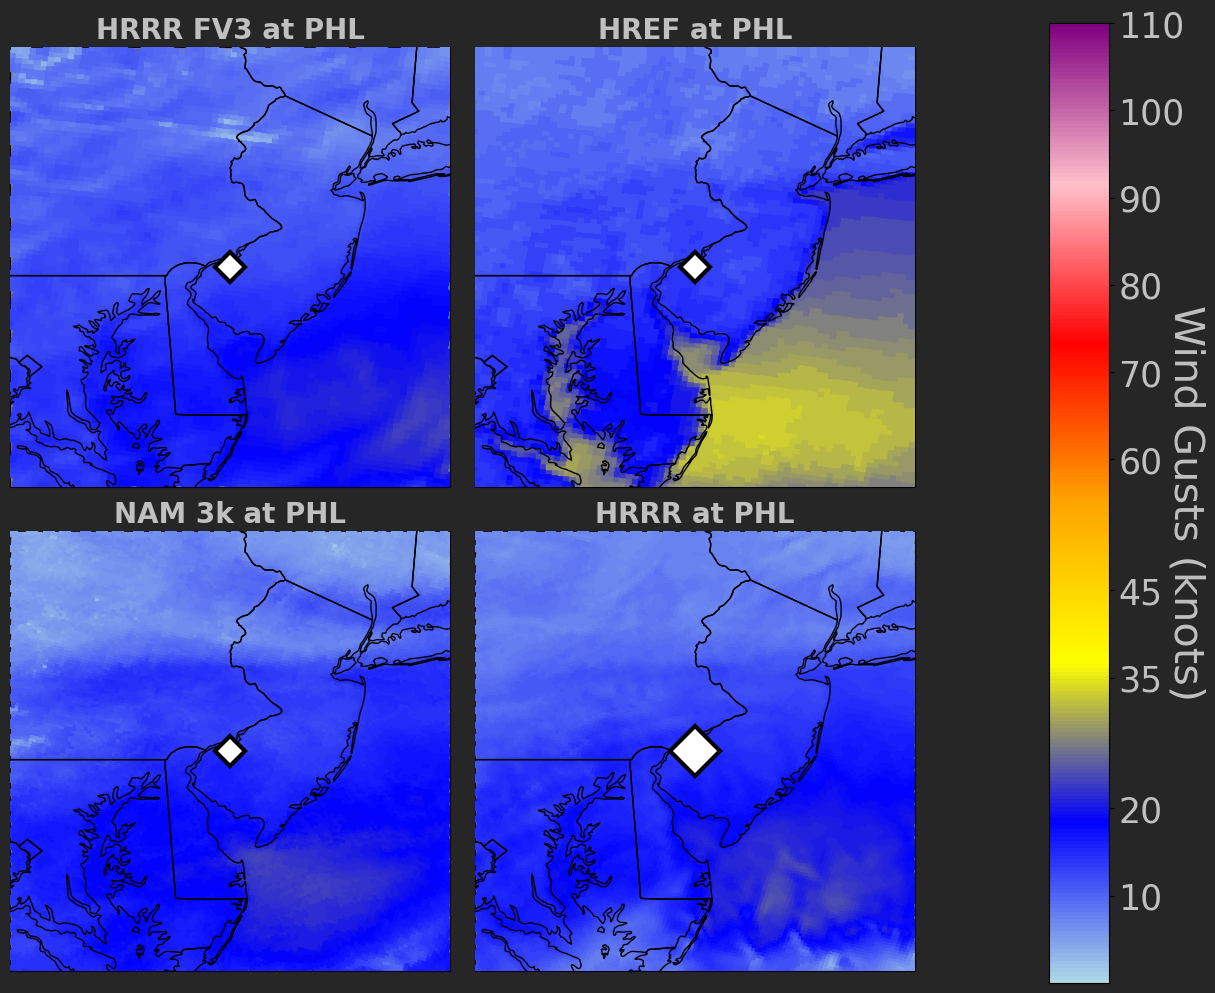 HRRR FV3 at PHL
HREF at PHL
NAM 3k at PHL
HRRR at PHL
110
100
90
80
70
60
45
35
20
10
Wind Gusts (knots)